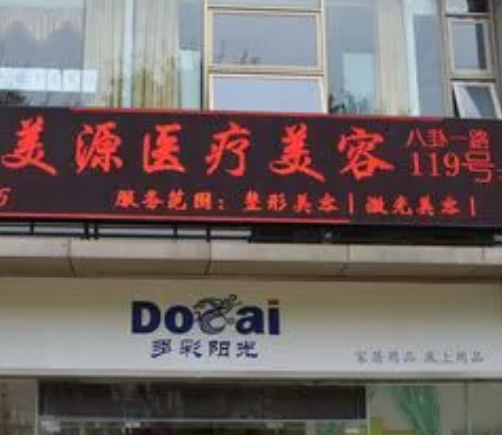 美源医疗美容
八卦一路
119号
5
服务范围：整形美容 | 激光美容 |
Docai
多彩阳光
家居用品 床上用品